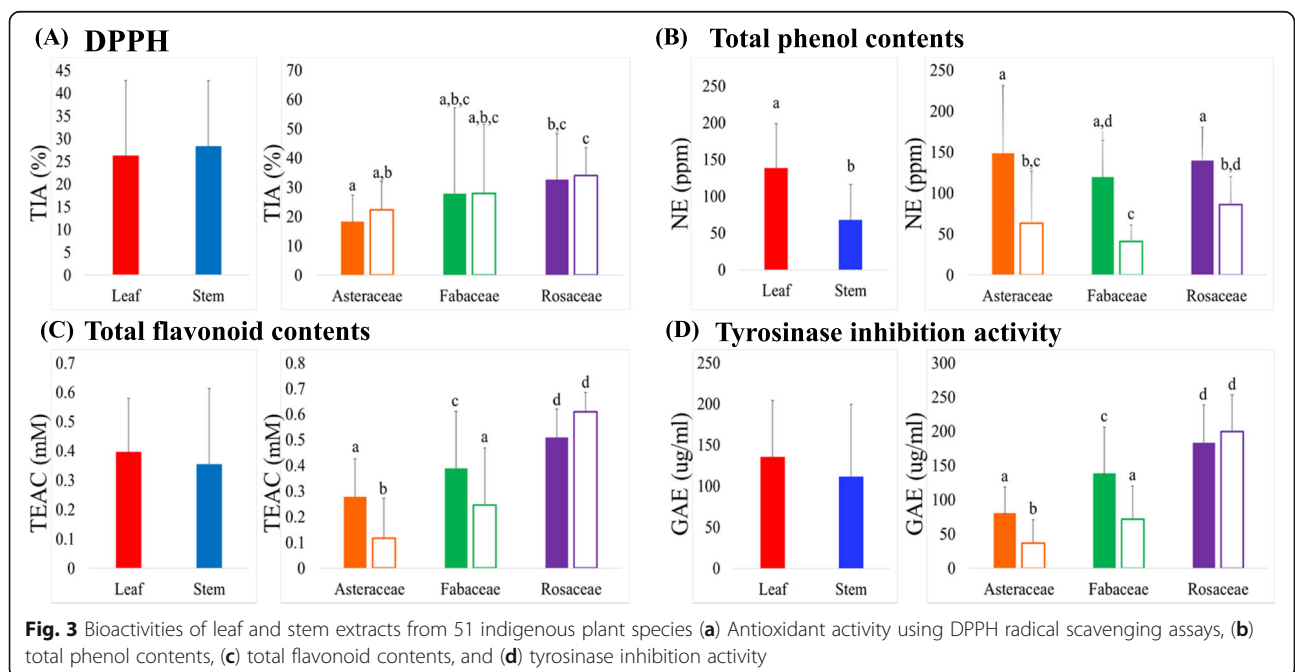 (A) DPPH
45
40
35
30
25
20
15
10
5
0
TIA (%)
Leaf Stem
70
60
50
40
30
20
10
0
TIA (%)
a a,b a,b,c a,b,c b,c c
Asteraceae Fabaceae Rosaceae
(B) Total phenol contents
250
200
150
100
50
0
NE (ppm)
a b
Leaf Stem
250
200
150
100
50
0
NE (ppm)
a b,c a,d c a b,d
Asteraceae Fabaceae Rosaceae
(C) Total flavonoid contents
0.7
0.6
0.5
0.4
0.3
0.2
0.1
0
TEAC (mM)
Leaf Stem
0.8
0.7
0.6
0.5
0.4
0.3
0.2
0.1
0
TEAC (mM)
a b c a d d
Asteraceae Fabaceae Rosaceae
(D) Tyrosinase inhibition activity
250
200
150
100
50
0
GAE (ug/ml)
Leaf Stem
300
250
200
150
100
50
0
GAE (ug/ml)
a b c a d d
Asteraceae Fabaceae Rosaceae
Fig. 3 Bioactivities of leaf and stem extracts from 51 indigenous plant species (a) Antioxidant activity using DPPH radical scavenging assays, (b)
total phenol contents, (c) total flavonoid contents, and (d) tyrosinase inhibition activity